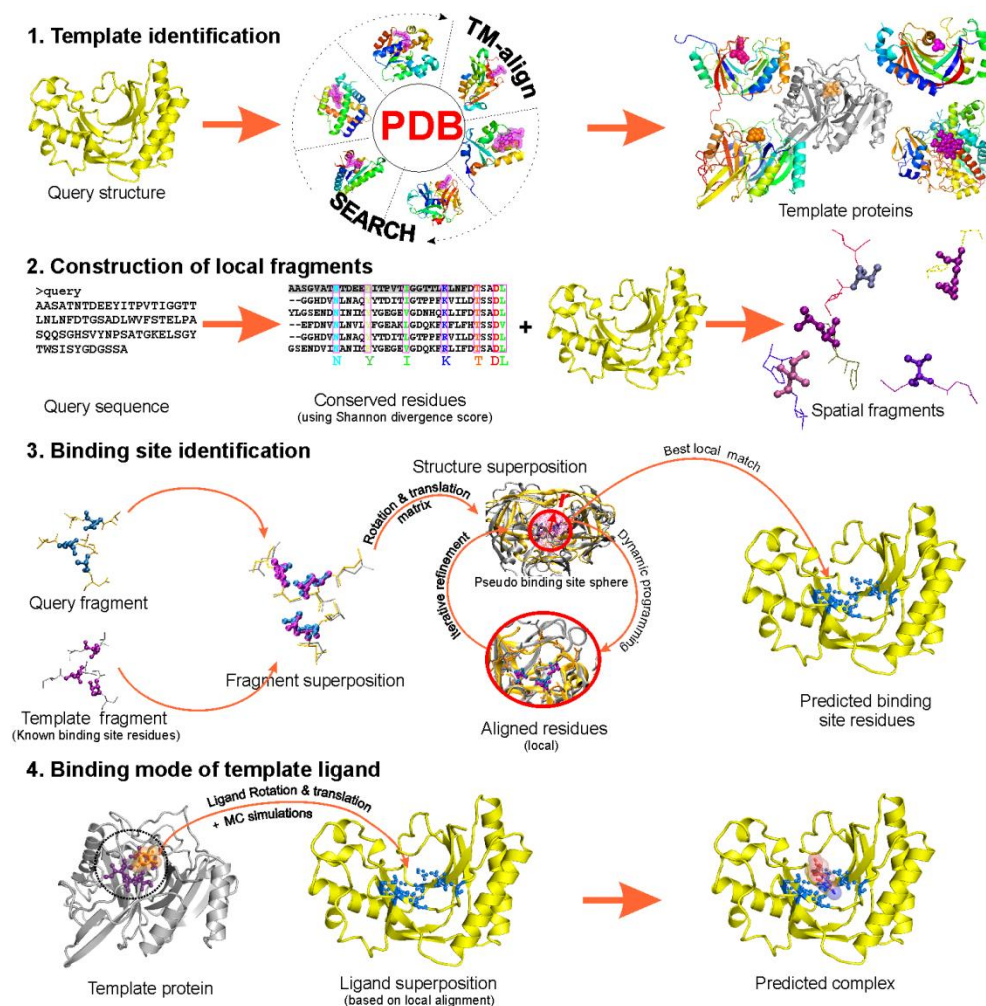 1. Template identification
TM-align
PDB
SEARCH
Query structure
Template proteins
2. Construction of local fragments
>query
AASATNTDEEYITPVTIGGTT
LNLNFDTGSADLWVFSTELPA
SQQSGHSVYNPSATGKELSGY
TWSISYGDGSSA
Query sequence
Conserved residues
(using Shannon divergence score)
N Y I K T D L
+
Spatial fragments
3. Binding site identification
Query fragment
Template fragment
(Known binding site residues)
Fragment superposition
Rotation & translation
matrix
Structure superposition
r
Pseudo binding site sphere
Iterative refinement
Dynamic programming
Aligned residues
(local)
Best local match
Predicted binding
site residues
4. Binding mode of template ligand
Ligand Rotation & translation
+ MC simulations
Template protein
Ligand superposition
(based on local alignment)
Predicted complex